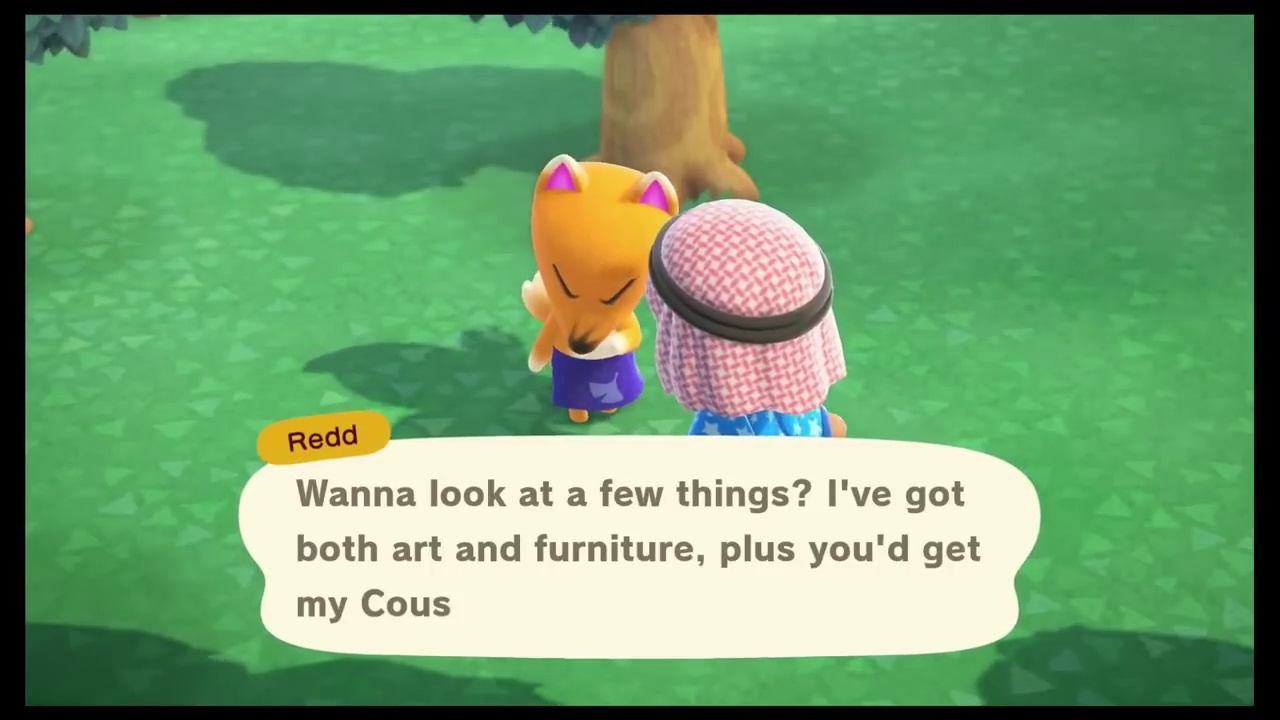 Redd
Wanna look at a few things? I've got
both art and furniture, plus you'd get
my Cous